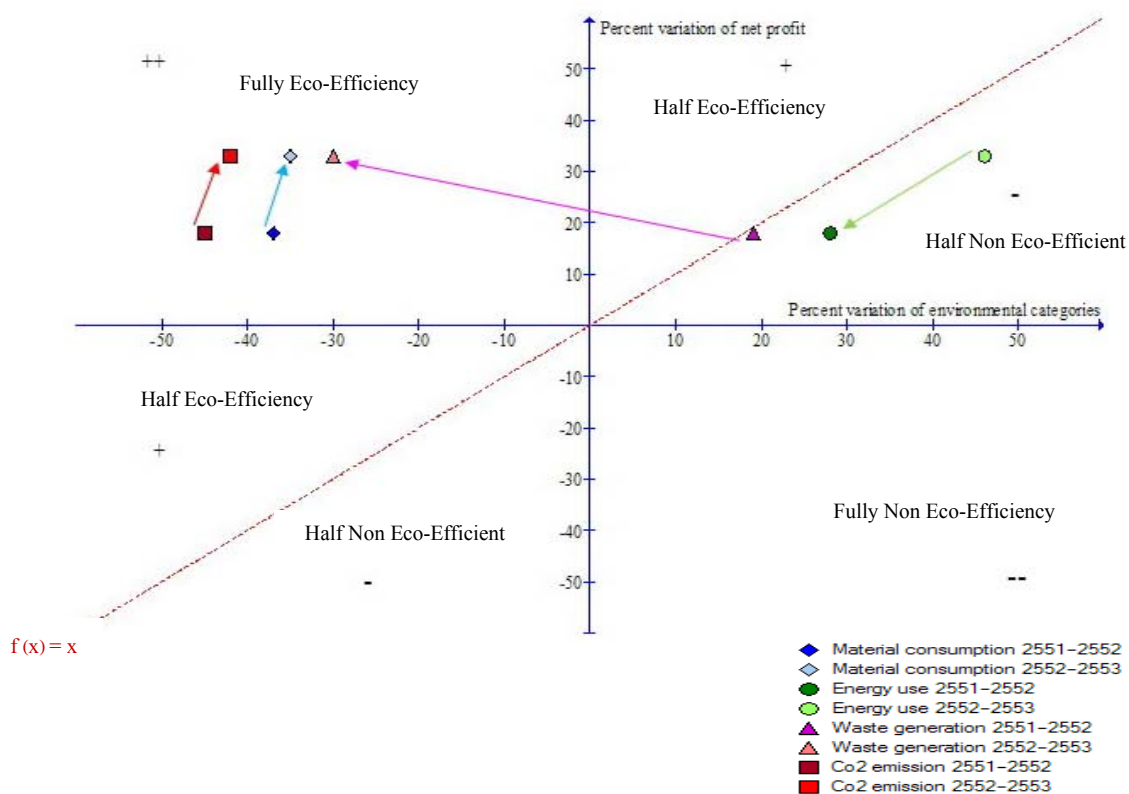 Percent variation of net profit
++
Fully Eco-Efficiency
+
Half Eco-Efficiency
50
40
30
20
10
-
Half Non Eco-Efficient
Percent variation of environmental categories
-50 -40 -30 -20 -10 10 20 30 40 50
-10
-20
-30
-40
-50
Half Eco-Efficiency
+
Half Non Eco-Efficient
-
Fully Non Eco-Efficiency
--
f (x) = x
Material consumption 2551-2552
Material consumption 2552-2553
Energy use 2551-2552
Energy use 2552-2553
Waste generation 2551-2552
Waste generation 2552-2553
Co2 emission 2551-2552
Co2 emission 2552-2553